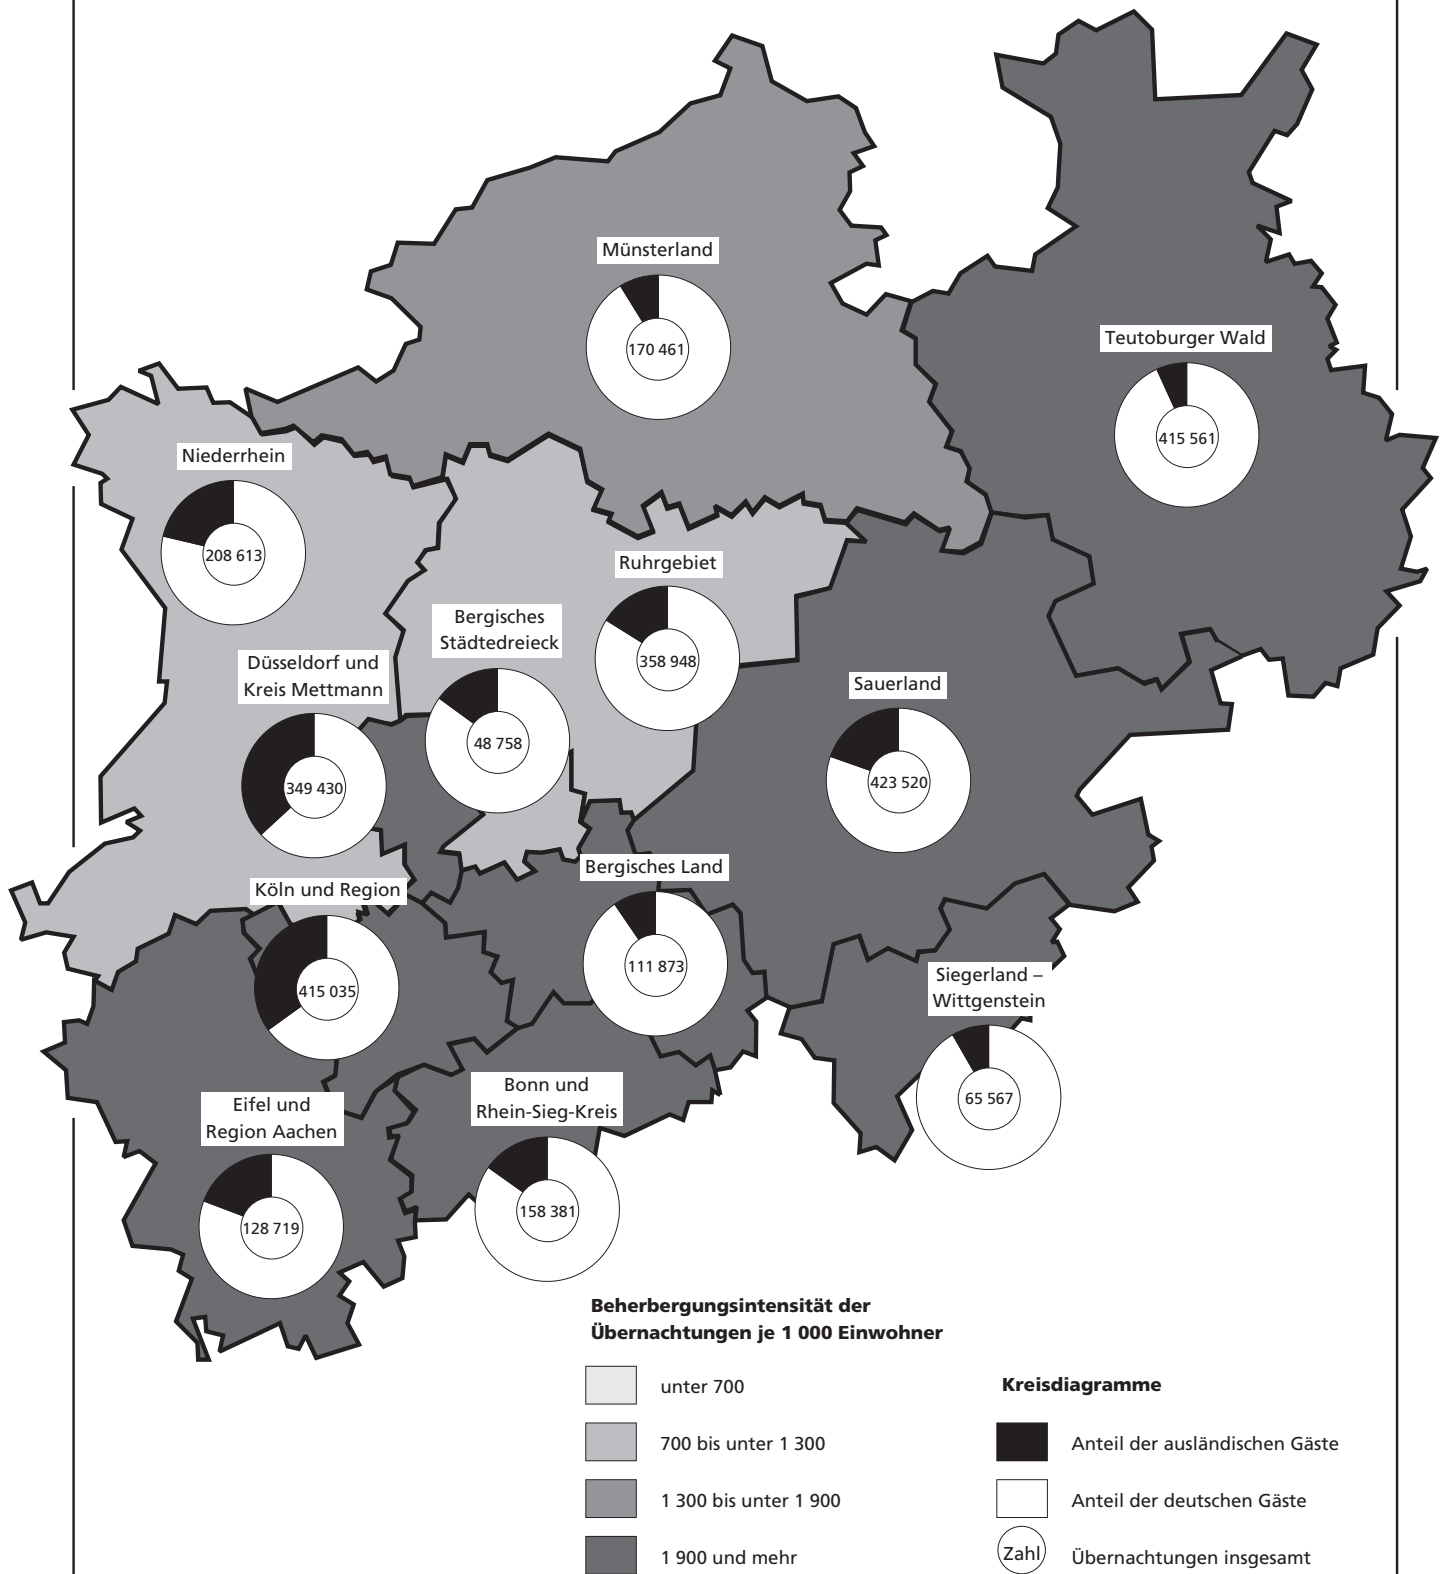 Münsterland
170 461
Teutoburger Wald
415 561
Niederrhein
208 613
Ruhrgebiet
358 948
Bergisches
Städtedreieck
48 758
Düsseldorf und
Kreis Mettmann
349 430
Sauerland
423 520
Köln und Region
415 035
Bergisches Land
111 873
Siegerland –
Wittgenstein
65 567
Eifel und
Region Aachen
128 719
Bonn und
Rhein-Sieg-Kreis
158 381
Beherbergungsintensität der
Übernachtungen je 1 000 Einwohner
unter 700
700 bis unter 1 300
1 300 bis unter 1 900
1 900 und mehr
Kreisdiagramme
Anteil der ausländischen Gäste
Anteil der deutschen Gäste
Zahl Übernachtungen insgesamt